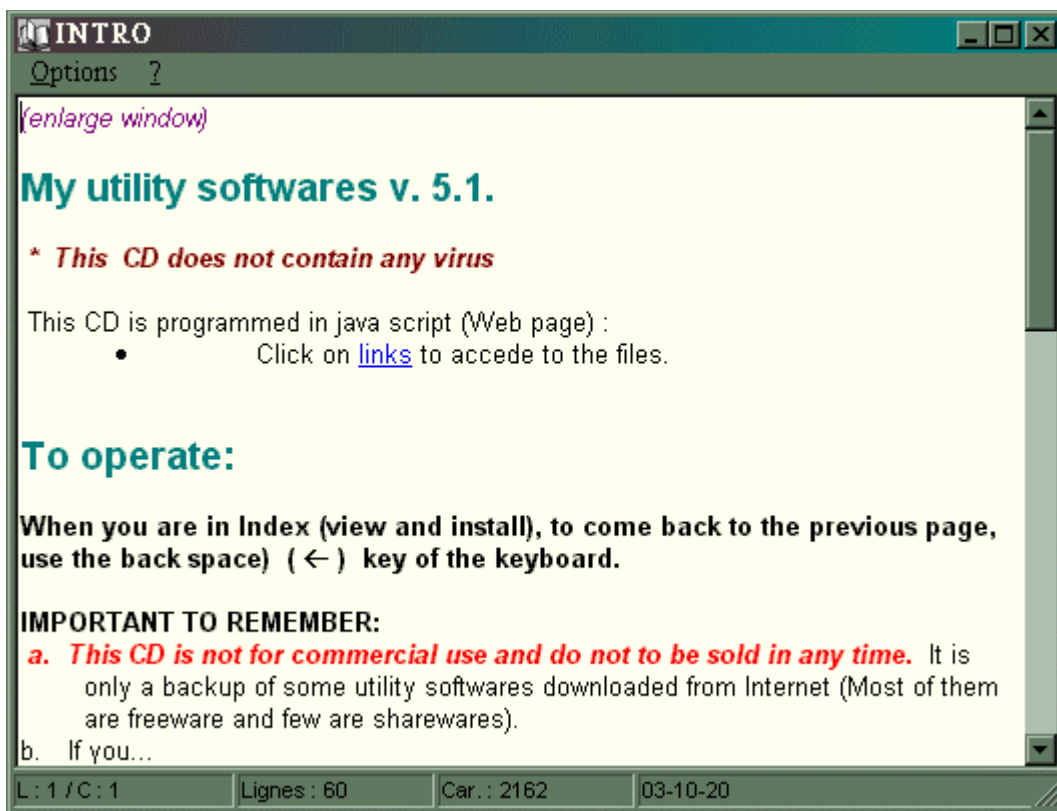 INTRO
Options ?
(enlarge window)
My utility softwares v. 5.1.
* This CD does not contain any virus
This CD is programmed in java script (Web page) :
• Click on links to accede to the files.
To operate:
When you are in Index (view and install), to come back to the previous page,
use the back space) ( ← ) key of the keyboard.
IMPORTANT TO REMEMBER:
a. This CD is not for commercial use and do not to be sold in any time. It is
only a backup of some utility softwares downloaded from Internet (Most of them
are freeware and few are sharewares).
b. If you...
L : 1 / C : 1 Lignes : 60 Car. : 2162 03-10-20